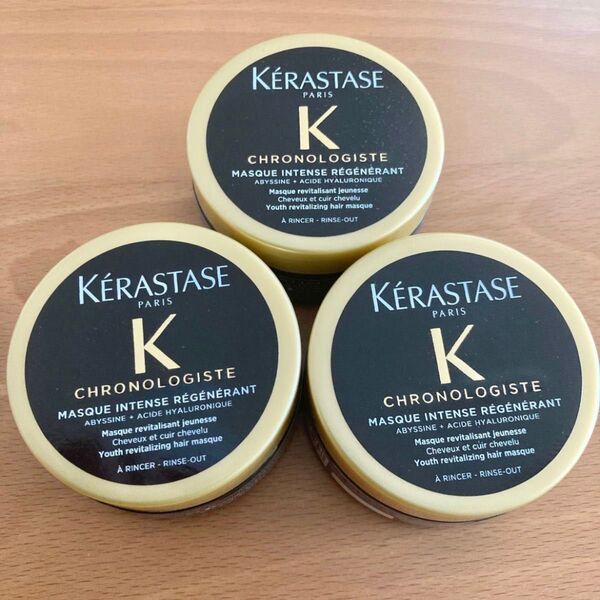 KÉRASTASE
PARIS
K
CHRONOLOGISTE
MASQUE INTENSE RÉGÉNÉRANT
ABYSSINE + ACIDE HYALURONIQUE
Masque revitalisant jeunesse
Cheveux et cuir chevelu
Youth revitalizing hair masque
À RINCER - RINSE-OUT
KÉRASTASE
PARIS
K
CHRONOLOGISTE
MASQUE INTENSE RÉGÉNÉRANT
ABYSSINE + ACIDE HYALURONIQUE
Masque revitalisant jeunesse
Cheveux et cuir chevelu
Youth revitalizing hair masque
À RINCER - RINSE-OUT
KÉRASTASE
PARIS
K
CHRONOLOGISTE
MASQUE INTENSE RÉGÉNÉRANT
ABYSSINE + ACIDE HYALURONIQUE
Masque revitalisant jeunesse
Cheveux et cuir chevelu
Youth revitalizing hair masque
À RINCER - RINSE-OUT